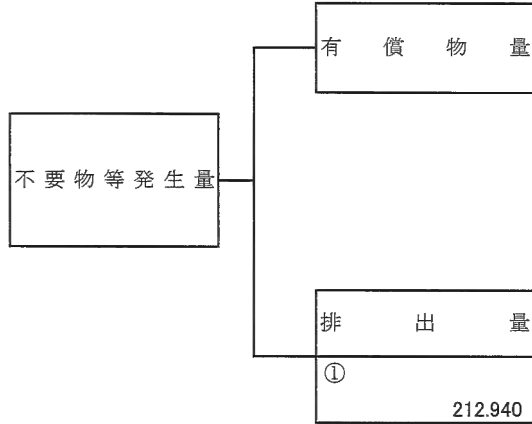 有償物量
不要物等発生量
排出量
①
212.940